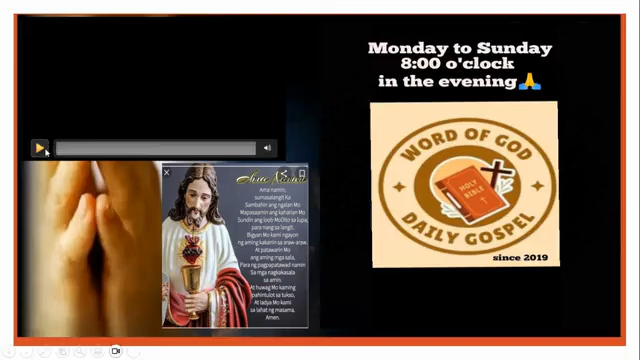 Monday to Sunday
8:00 o'clock
in the evening🙏
WORD OF GOD
HOLY
BIBLE
DAILY GOSPEL
since 2019
Ama Namin
Ama namin,
sumasalangit Ka
Sambahin ang ngalan Mo
Mapasaamin ang kaharian Mo
Sundin ang loob MoDito sa lupa,
para nang sa langit.
Bigyan Mo kami ngayon
ng aming kakanin sa araw-araw.
At patawarin Mo
ang aming mga sala,
Para ng pagpapatawad namin
Sa mga nagkakasala
sa amin.
At huwag Mo kaming
pahintulot sa tukso,
At iadya Mo kami
sa lahat ng masama,
Amen.